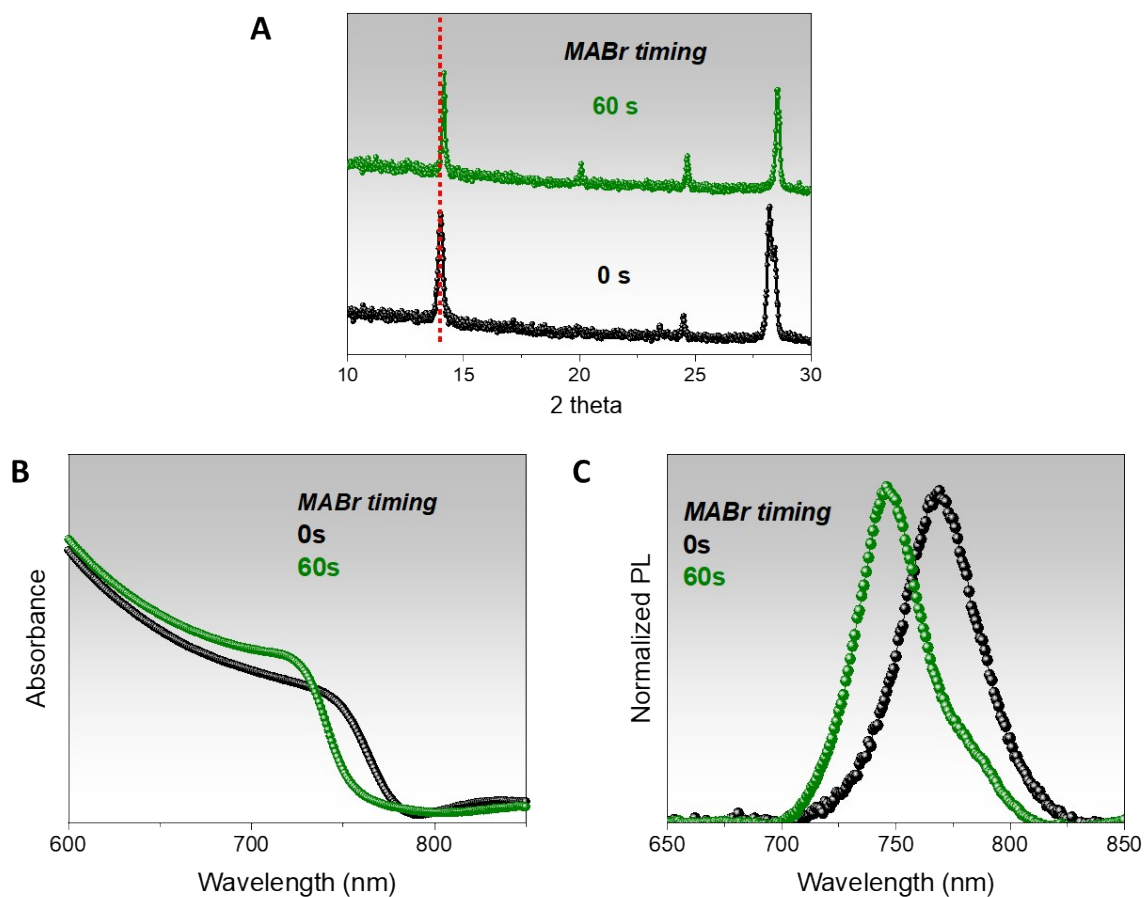 A
MABr timing
60 s
0 s
10 15 20 25 30
2 theta
B
MABr timing
0s
60s
Absorbance
600 700 800
Wavelength (nm)
C
MABr timing
0s
60s
Normalized PL
650 700 750 800 850
Wavelength (nm)